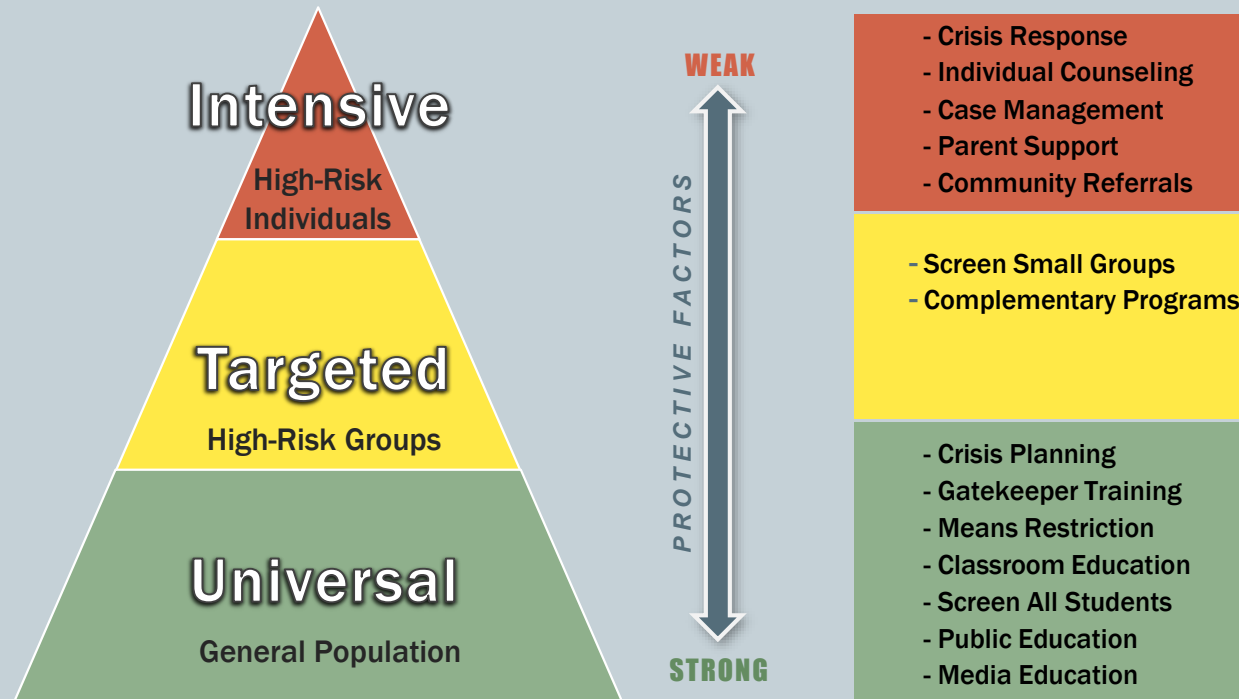 Intensive
High-Risk
Individuals
Targeted
High-Risk Groups
Universal
General Population
WEAK
PROTECTIVE FACTORS
STRONG
- Crisis Response
- Individual Counseling
- Case Management
- Parent Support
- Community Referrals
- Screen Small Groups
- Complementary Programs
- Crisis Planning
- Gatekeeper Training
- Means Restriction
- Classroom Education
- Screen All Students
- Public Education
- Media Education